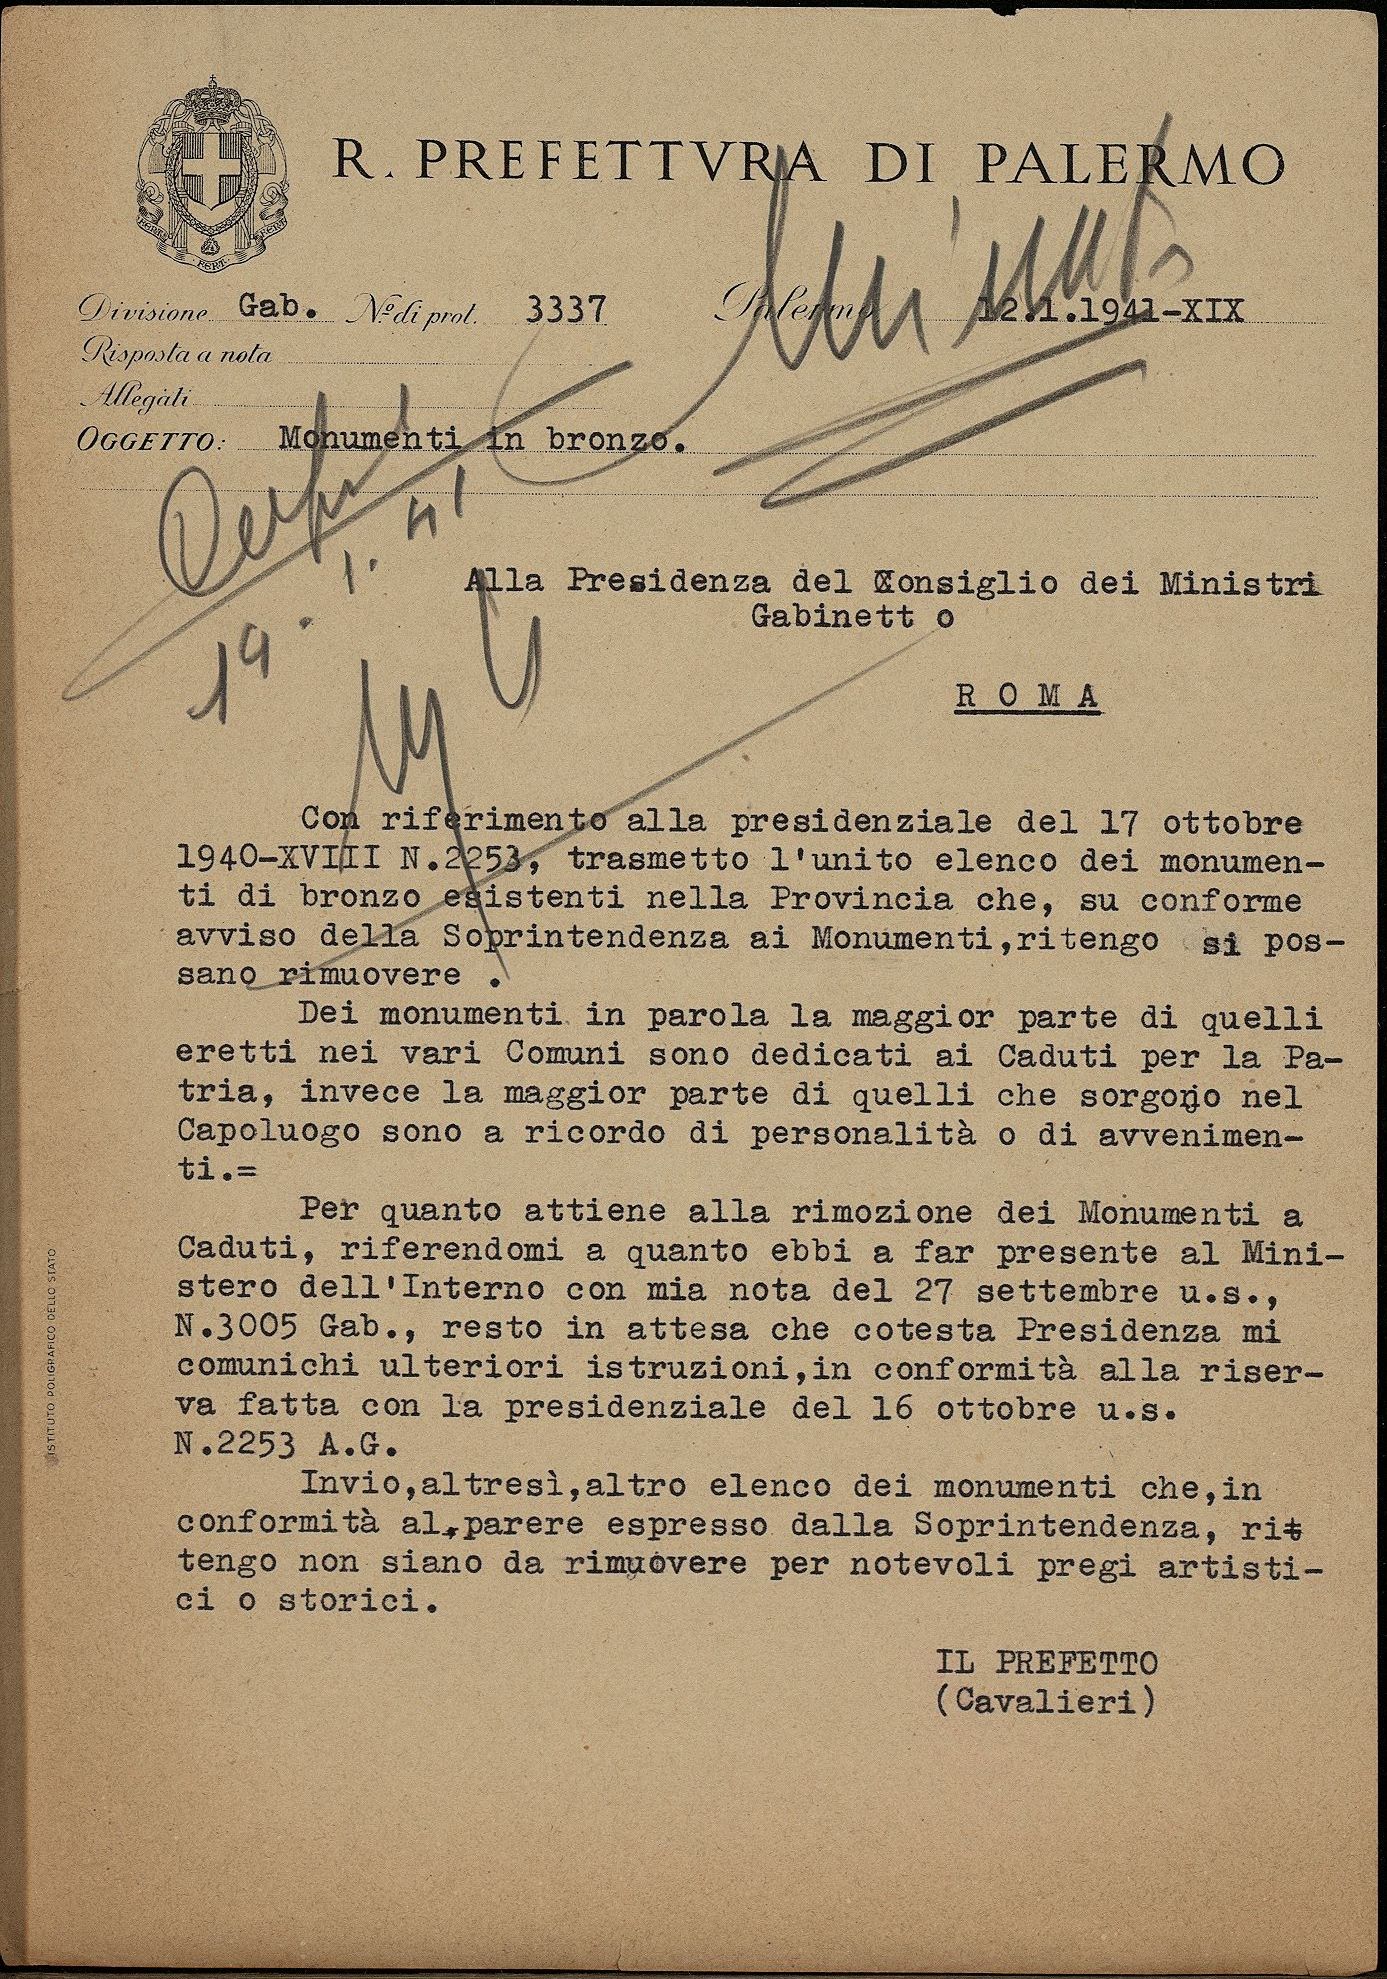 FERT FERT FERT
R. PREFETTVRA DI PALERMO
Divisione Gab. Nº di prol. 3337 Palermo 12.1.1941-XIX
Risposta a nota
Allegati
OGGETTO: Monumenti in bronzo.
19.1.41
Alla Presidenza del Consiglio dei Ministri
Gabinett o
R O M A
Con riferimento alla presidenziale del 17 ottobre
1940-XVIII N.2253, trasmetto l'unito elenco dei monumen-
ti di bronzo esistenti nella Provincia che, su conforme
avviso della Soprintendenza ai Monumenti,ritengo si pos-
sano rimuovere .
Dei monumenti in parola la maggior parte di quelli
eretti nei vari Comuni sono dedicati ai Caduti per la Pa-
tria, invece la maggior parte di quelli che sorgono nel
Capoluogo sono a ricordo di personalità o di avvenimen-
ti.=
Per quanto attiene alla rimozione dei Monumenti a
Caduti, riferendomi a quanto ebbi a far presente al Mini-
stero dell'Interno con mia nota del 27 settembre u.s.,
N.3005 Gab., resto in attesa che cotesta Presidenza mi
comunichi ulteriori istruzioni,in conformità alla riser-
va fatta con la presidenziale del 16 ottobre u.s.
N.2253 A.G.
Invio,altresì,altro elenco dei monumenti che,in
conformità al parere espresso dalla Soprintendenza, rit
tengo non siano da rimuovere per notevoli pregi artisti-
ci o storici.
IL PREFETTO
(Cavalieri)
ISTITUTO POLIGRAFICO DELLO STATO